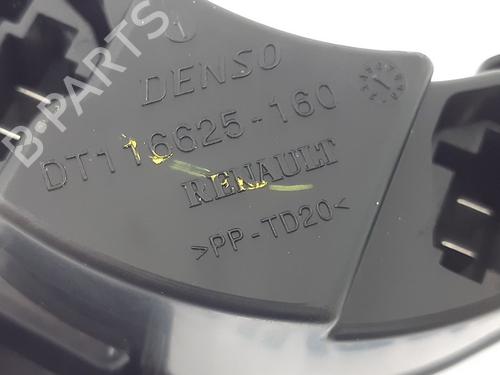 DENSO
DT116625-160
RENAULT
>PP-TD20<
B-PARTS